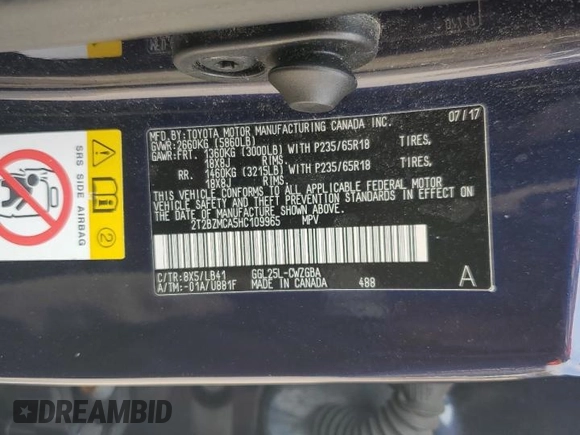 07/17
MFD.BY:TOYOTA MOTOR MANUFACTURING CANADA INC.
GVWR:2660KG (5860LB)
GAWR:FRT. 1360KG (3000LB) WITH P235/65R18 TIRES,
18X8J RIMS
RR. 1460KG (3215LB) WITH P235/65R18 TIRES,
18X8J RIMS
THIS VEHICLE CONFORMS TO ALL APPLICABLE FEDERAL MOTOR
VEHICLE SAFETY AND THEFT PREVENTION STANDARDS IN EFFECT ON
THE DATE OF MANUFACTURE SHOWN ABOVE.
2T2BZMCA5HC109965 MPV
C/TR:8X5/LB41 GGL25L-CWZGBA
A/TM:-01A/U881F MADE IN CANADA 488
A
SRS SIDE AIRBAG
DREAMBID